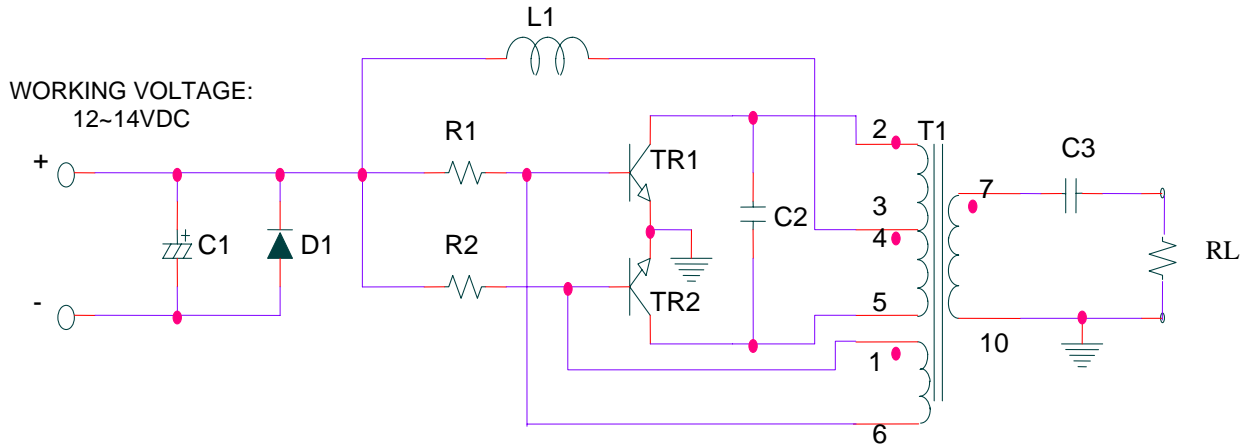 L1
WORKING VOLTAGE:
12~14VDC
R1
2
T1
C3
+
TR1
7
3
C1
D1
R2
C2
4
RL
-
TR2
5
10
1
6